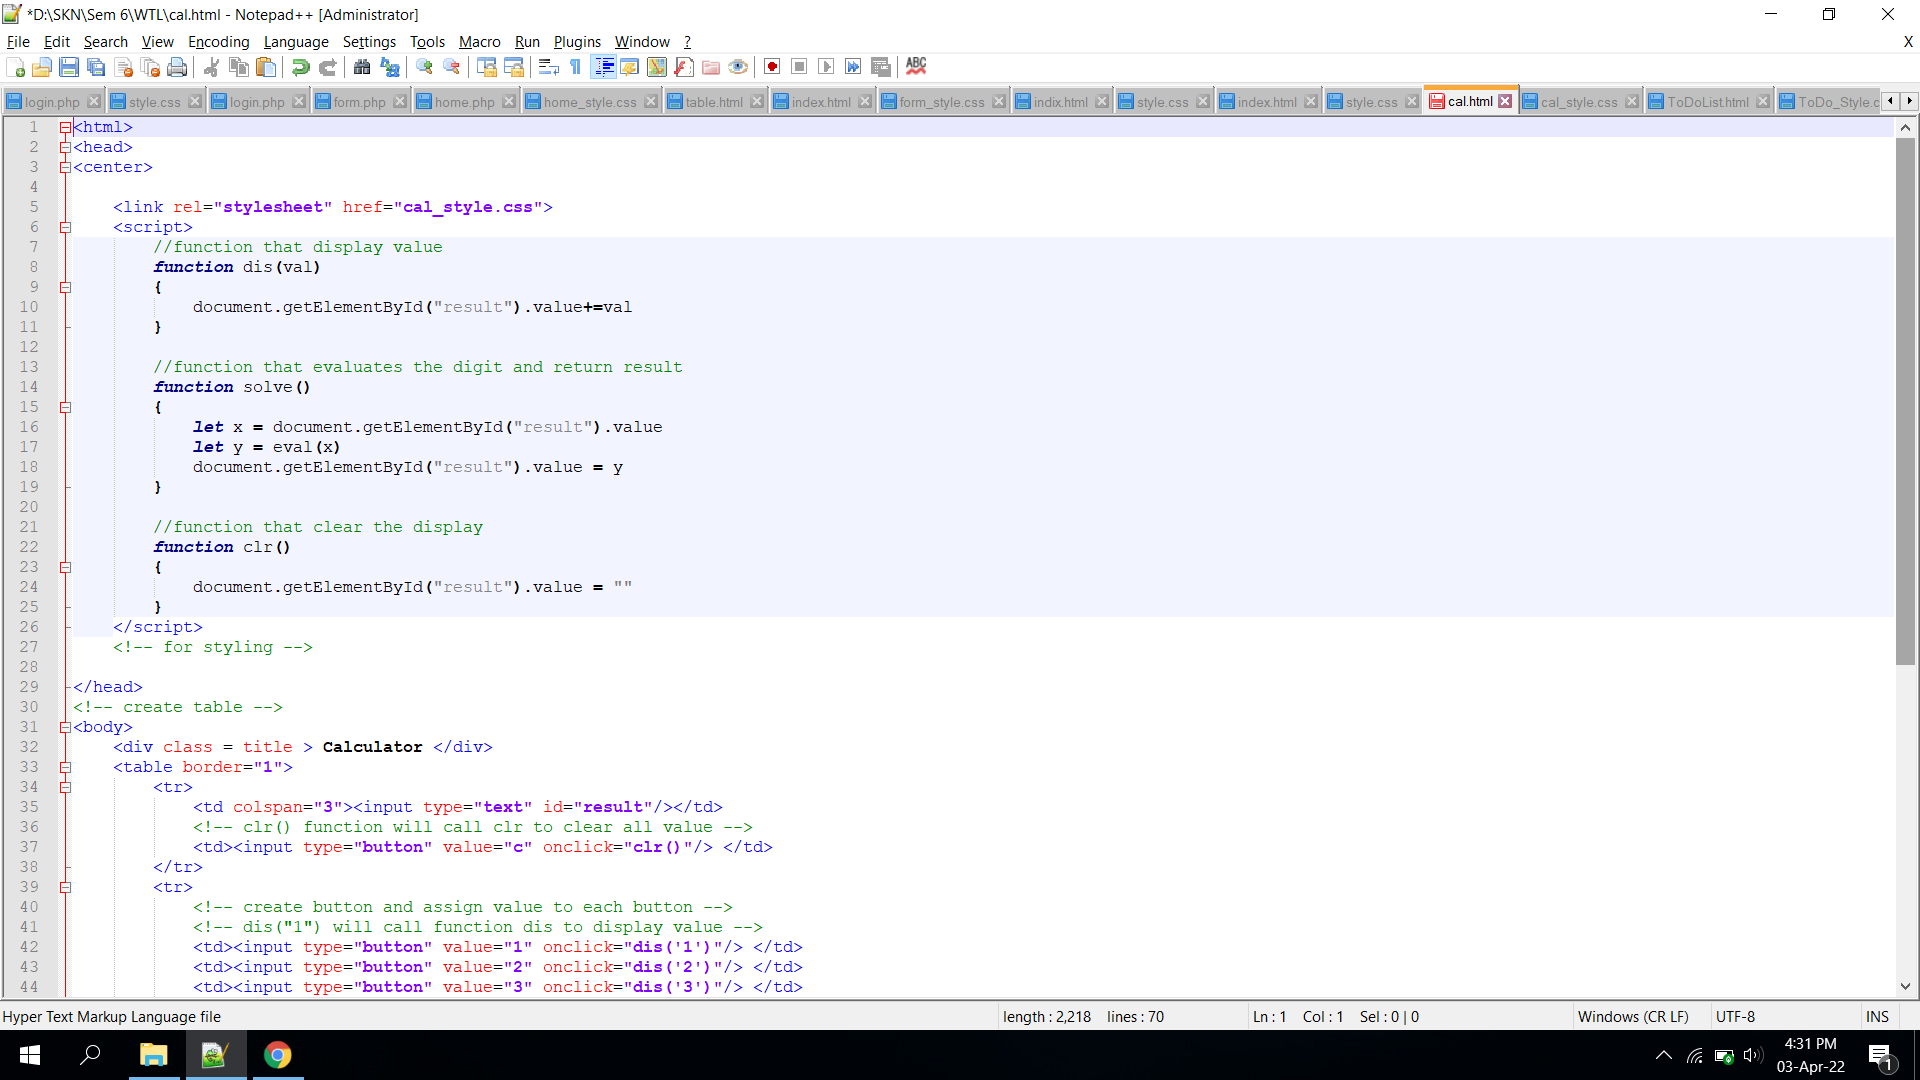 *D:\SKN\Sem 6\WTL\cal.html - Notepad++ [Administrator]
File Edit Search View Encoding Language Settings Tools Macro Run Plugins Window ? X
ABC
login.php style.css login.php form.php home.php home_style.css table.html index.html form_style.css indix.html style.css index.html style.css cal.html cal_style.css ToDoList.html ToDo_Style.c
1 <html>
2 <head>
3 <center>
4
5 <link rel="stylesheet" href="cal_style.css">
6 <script>
7 //function that display value
8 function dis(val)
9 {
10 document.getElementById("result").value+=val
11 }
12
13 //function that evaluates the digit and return result
14 function solve()
15 {
16 let x = document.getElementById("result").value
17 let y = eval(x)
18 document.getElementById("result").value = y
19 }
20
21 //function that clear the display
22 function clr()
23 {
24 document.getElementById("result").value = ""
25 }
26 </script>
27 <!-- for styling -->
28
29 </head>
30 <!-- create table -->
31 <body>
32 <div class = title > Calculator </div>
33 <table border="1">
34 <tr>
35 <td colspan="3"><input type="text" id="result"/></td>
36 <!-- clr() function will call clr to clear all value -->
37 <td><input type="button" value="c" onclick="clr()"/> </td>
38 </tr>
39 <tr>
40 <!-- create button and assign value to each button -->
41 <!-- dis("1") will call function dis to display value -->
42 <td><input type="button" value="1" onclick="dis('1')"/> </td>
43 <td><input type="button" value="2" onclick="dis('2')"/> </td>
44 <td><input type="button" value="3" onclick="dis('3')"/> </td>
Hyper Text Markup Language file length : 2,218 lines : 70 Ln : 1 Col : 1 Sel : 0 | 0 Windows (CR LF) UTF-8 INS
4:31 PM
03-Apr-22
1